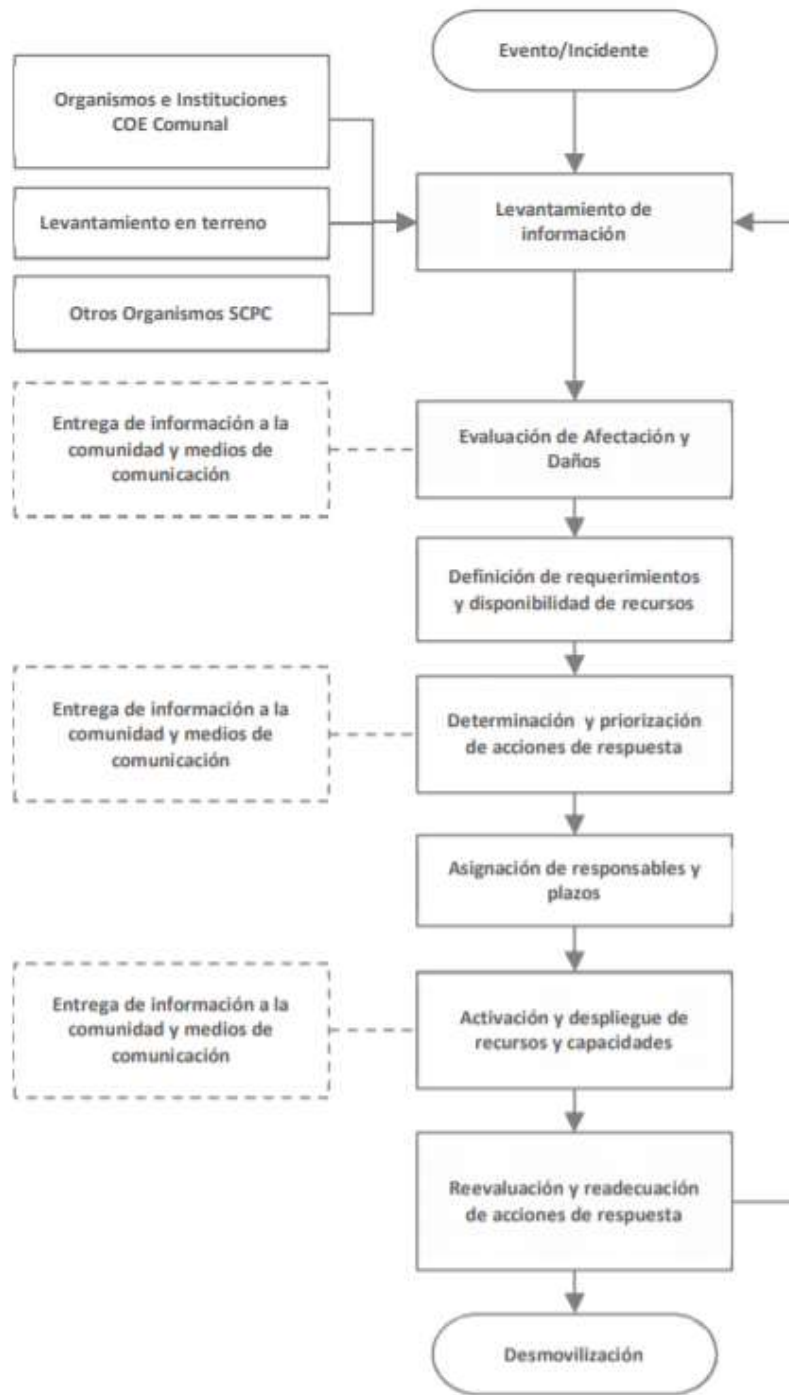 Evento/Incidente
Organismos e Instituciones
COE Comunal
Levantamiento en terreno
Otros Organismos SCPC
Levantamiento de
información
Entrega de información a la
comunidad y medios de
comunicación
Evaluación de Afectación y
Daños
Definición de requerimientos
y disponibilidad de recursos
Entrega de información a la
comunidad y medios de
comunicación
Determinación y priorización
de acciones de respuesta
Asignación de responsables y
plazos
Entrega de información a la
comunidad y medios de
comunicación
Activación y despliegue de
recursos y capacidades
Reevaluación y readecuación
de acciones de respuesta
Desmovilización